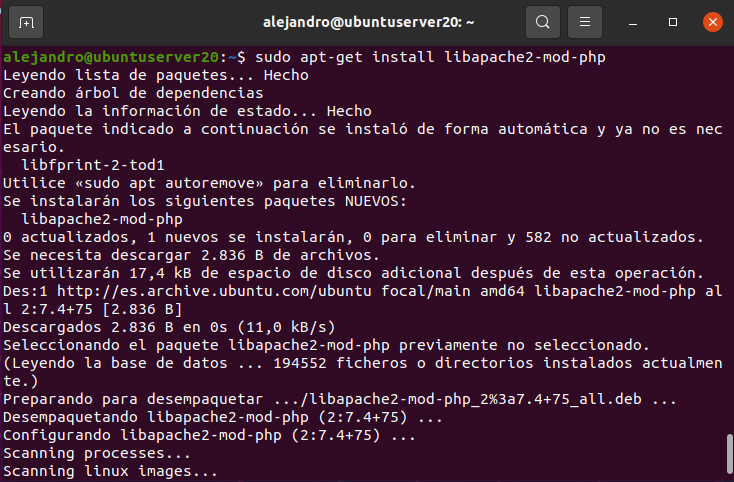 alejandro@ubuntuserver20: ~
alejandro@ubuntuserver20:~$ sudo apt-get install libapache2-mod-php
Leyendo lista de paquetes... Hecho
Creando árbol de dependencias
Leyendo la información de estado... Hecho
El paquete indicado a continuación se instaló de forma automática y ya no es nec
esario.
  libfprint-2-tod1
Utilice «sudo apt autoremove» para eliminarlo.
Se instalarán los siguientes paquetes NUEVOS:
  libapache2-mod-php
0 actualizados, 1 nuevos se instalarán, 0 para eliminar y 582 no actualizados.
Se necesita descargar 2.836 B de archivos.
Se utilizarán 17,4 kB de espacio de disco adicional después de esta operación.
Des:1 http://es.archive.ubuntu.com/ubuntu focal/main amd64 libapache2-mod-php al
l 2:7.4+75 [2.836 B]
Descargados 2.836 B en 0s (11,0 kB/s)
Seleccionando el paquete libapache2-mod-php previamente no seleccionado.
(Leyendo la base de datos ... 194552 ficheros o directorios instalados actualmen
te.)
Preparando para desempaquetar .../libapache2-mod-php_2%3a7.4+75_all.deb ...
Desempaquetando libapache2-mod-php (2:7.4+75) ...
Configurando libapache2-mod-php (2:7.4+75) ...
Scanning processes...
Scanning linux images...